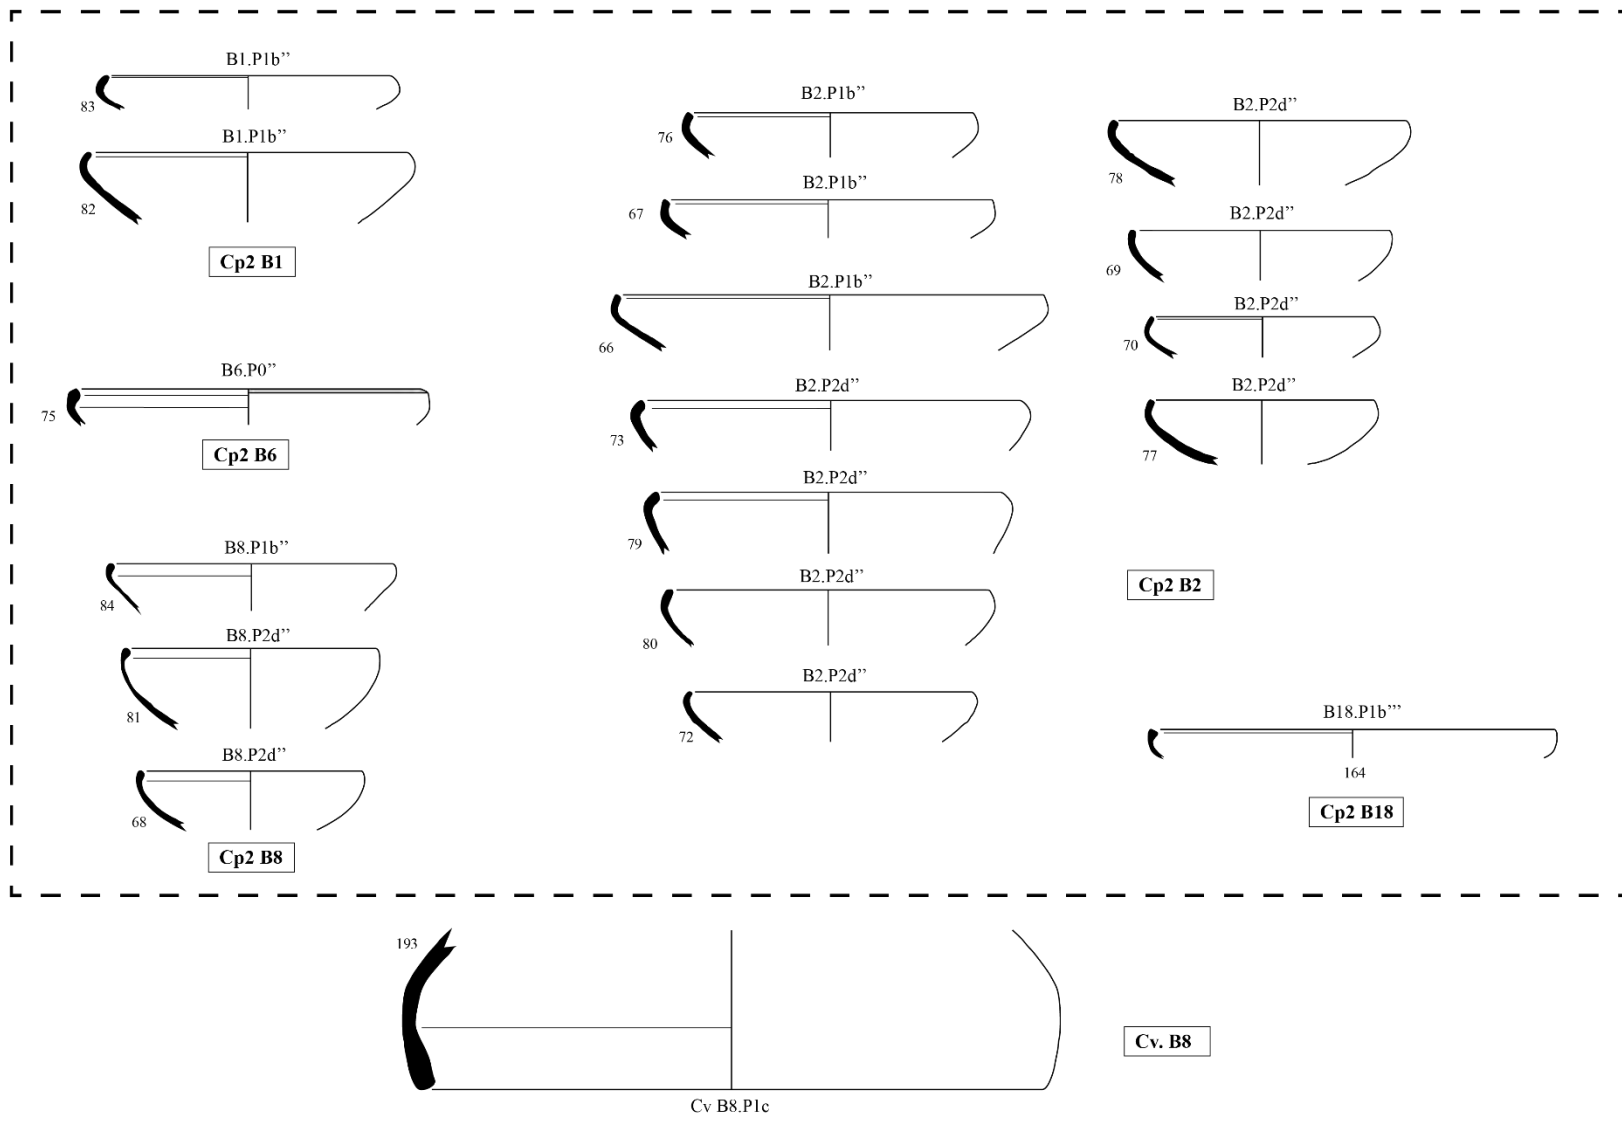 B1.P1b’’
83
B1.P1b’’
82
Cp2 B1
B6.P0’’
75
Cp2 B6
B8.P1b’’
84
B8.P2d’’
81
B8.P2d’’
68
Cp2 B8
B2.P1b’’
76
B2.P1b’’
67
B2.P1b’’
66
B2.P2d’’
73
B2.P2d’’
79
B2.P2d’’
80
B2.P2d’’
72
B2.P2d’’
78
B2.P2d’’
69
B2.P2d’’
70
B2.P2d’’
77
Cp2 B2
B18.P1b’’’
164
Cp2 B18
193
Cv. B8
Cv B8.P1c